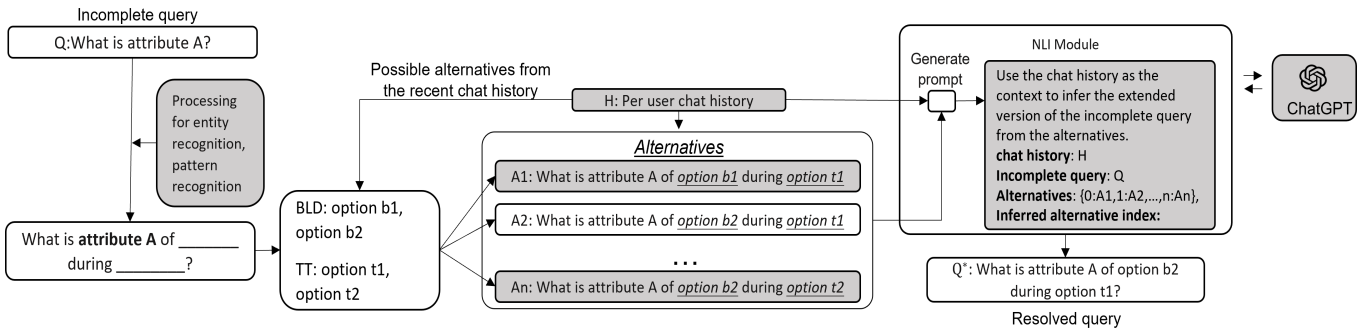 Incomplete query
Q:What is attribute A?
Processing
for entity
recognition,
pattern
recognition
What is attribute A of ________
during ________?
Possible alternatives from
the recent chat history
H: Per user chat history
BLD: option b1,
option b2
TT: option t1,
option t2
Alternatives
A1: What is attribute A of option b1 during option t1
A2: What is attribute A of option b2 during option t1
...
An: What is attribute A of option b2 during option t2
NLI Module
Generate
prompt
Use the chat history as the
context to infer the extended
version of the incomplete query
from the alternatives.
chat history: H
Incomplete query: Q
Alternatives: {0:A1,1:A2,...,n:An},
Inferred alternative index:
ChatGPT
Q*: What is attribute A of option b2
during option t1?
Resolved query